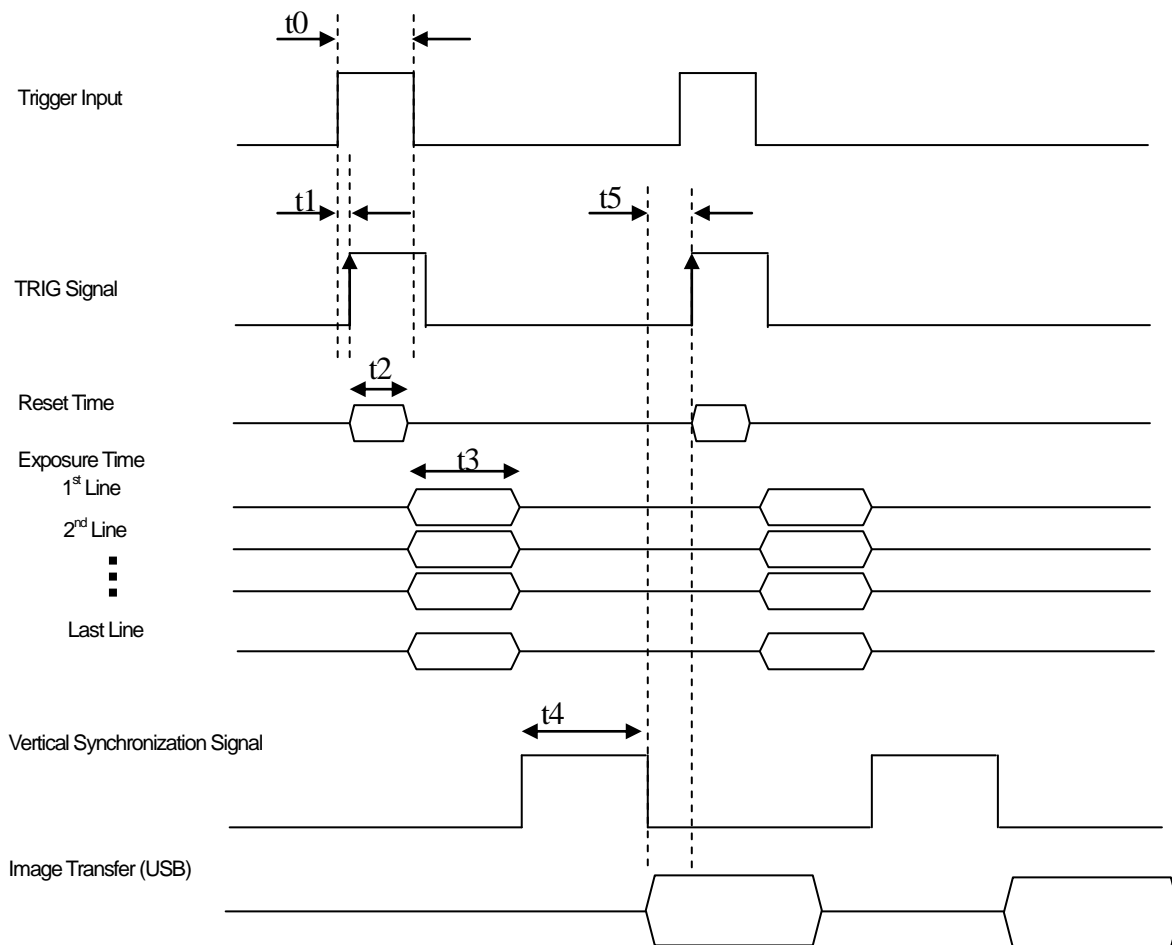 t0
Trigger Input
t1
t5
TRIG Signal
t2
Reset Time
Exposure Time
t3
1st Line
2nd Line
Last Line
t4
Vertical Synchronization Signal
Image Transfer (USB)